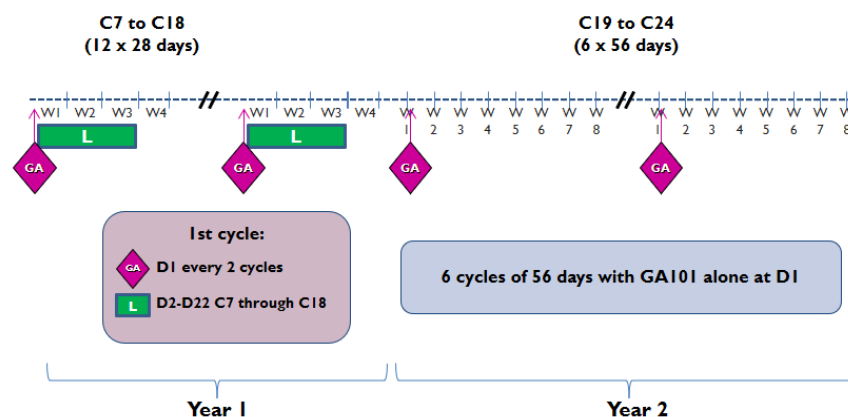 C7 to C18
(12 x 28 days)
C19 to C24
(6 x 56 days)
W1 W2 W3 W4 W1 W2 W3 W4 W W W W W W W W W W W W W W W W
1 2 3 4 5 6 7 8 1 2 3 4 5 6 7 8
L L
GA GA GA GA
1st cycle:
GA D1 every 2 cycles
L D2-D22 C7 through C18
6 cycles of 56 days with GA101 alone at D1
Year 1 Year 2